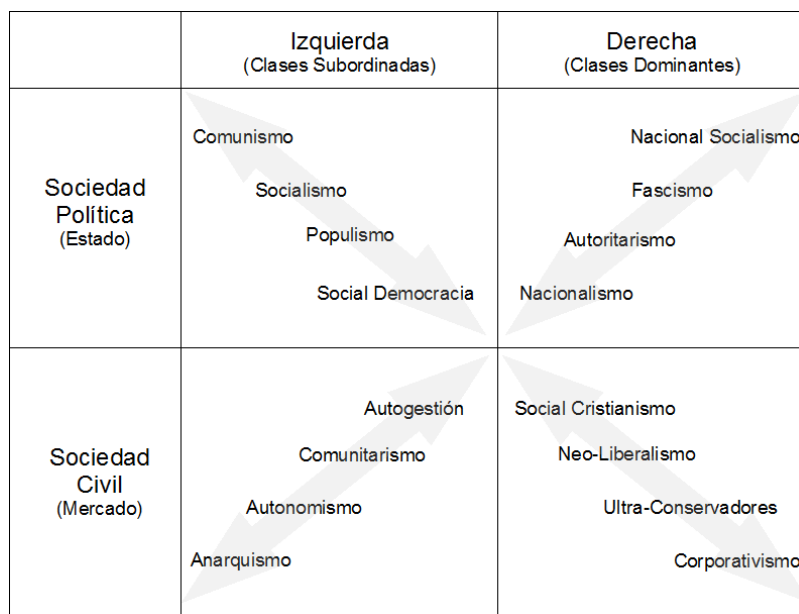 Izquierda
(Clases Subordinadas)
Derecha
(Clases Dominantes)
Sociedad
Política
(Estado)
Comunismo
Socialismo
Populismo
Social Democracia
Nacional Socialismo
Fascismo
Autoritarismo
Nacionalismo
Sociedad
Civil
(Mercado)
Autogestión
Comunitarismo
Autonomismo
Anarquismo
Social Cristianismo
Neo-Liberalismo
Ultra-Conservadores
Corporativismo